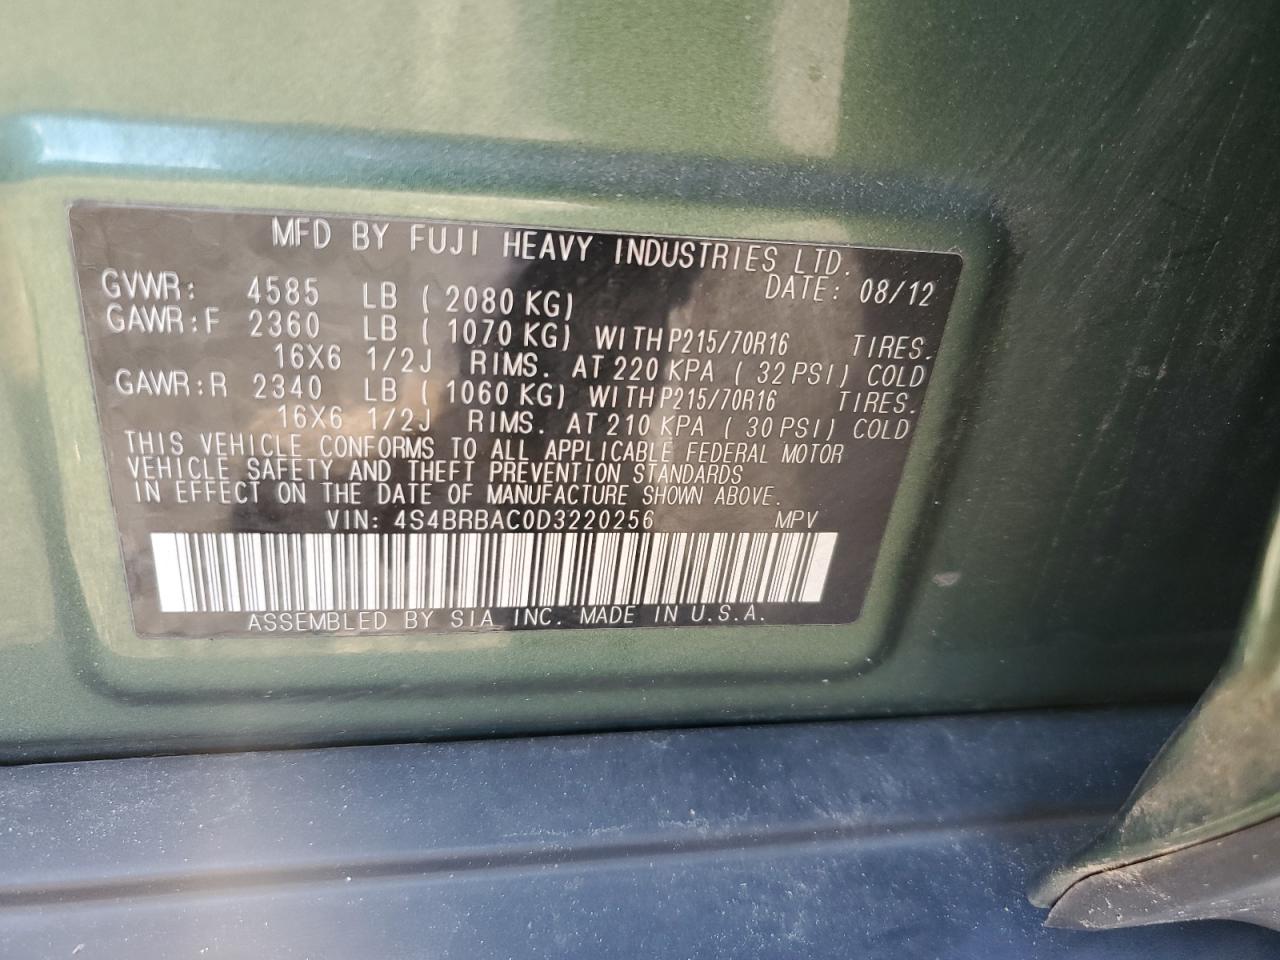 MFD BY FUJI HEAVY INDUSTRIES LTD.
DATE: 08/12
GVWR: 4585 LB ( 2080 KG)
GAWR:F 2360 LB ( 1070 KG) WITH P215/70R16 TIRES.
16X6 1/2J RIMS. AT 220 KPA ( 32 PSI) COLD
GAWR:R 2340 LB ( 1060 KG) WITH P215/70R16 TIRES.
16X6 1/2J RIMS. AT 210 KPA ( 30 PSI) COLD
THIS VEHICLE CONFORMS TO ALL APPLICABLE FEDERAL MOTOR
VEHICLE SAFETY AND THEFT PREVENTION STANDARDS
IN EFFECT ON THE DATE OF MANUFACTURE SHOWN ABOVE.
VIN: 4S4BRBAC0D3220256 MPV
ASSEMBLED BY SIA INC. MADE IN U.S.A.